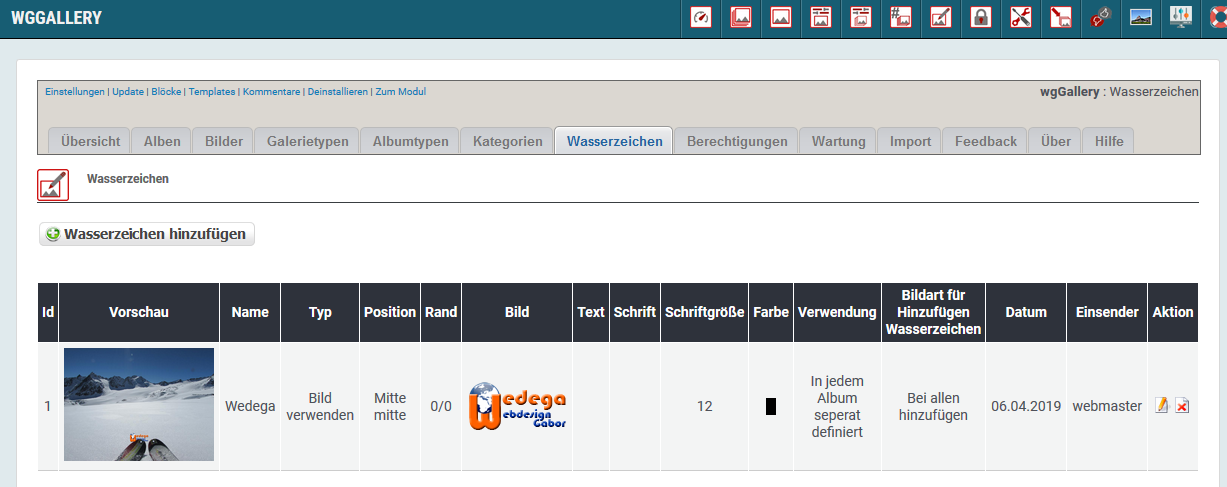 WGGALLERY
Einstellungen | Update | Blöcke | Templates | Kommentare | Deinstallieren | Zum Modul
wgGallery : Wasserzeichen
Übersicht Alben Bilder Galerietypen Albumtypen Kategorien Wasserzeichen Berechtigungen Wartung Import Feedback Über Hilfe
Wasserzeichen
Wasserzeichen hinzufügen
Id Vorschau Name Typ Position Rand Bild Text Schrift Schriftgröße Farbe Verwendung Bildart für Datum Einsender Aktion
Hinzufügen
Wasserzeichen
1 Wedega Bild verwenden Mitte mitte 0/0 Wedega 12 In jedem Album seperat definiert Bei allen hinzufügen 06.04.2019 webmaster
Webdesign
Gabor